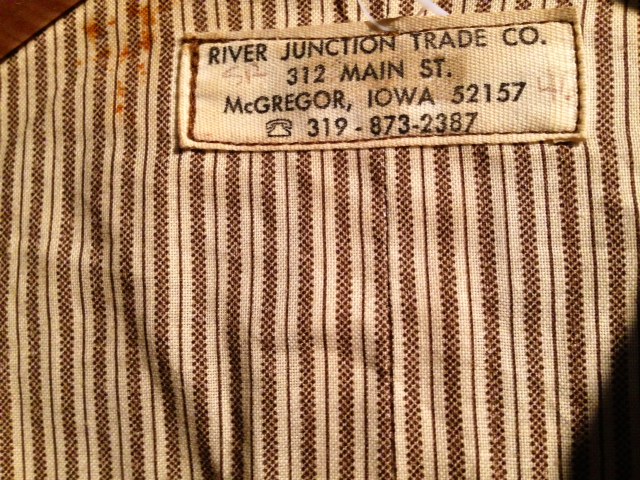 RIVER JUNCTION TRADE CO.
312 MAIN ST.
McGREGOR, IOWA 52157
☏ 319-873-2387